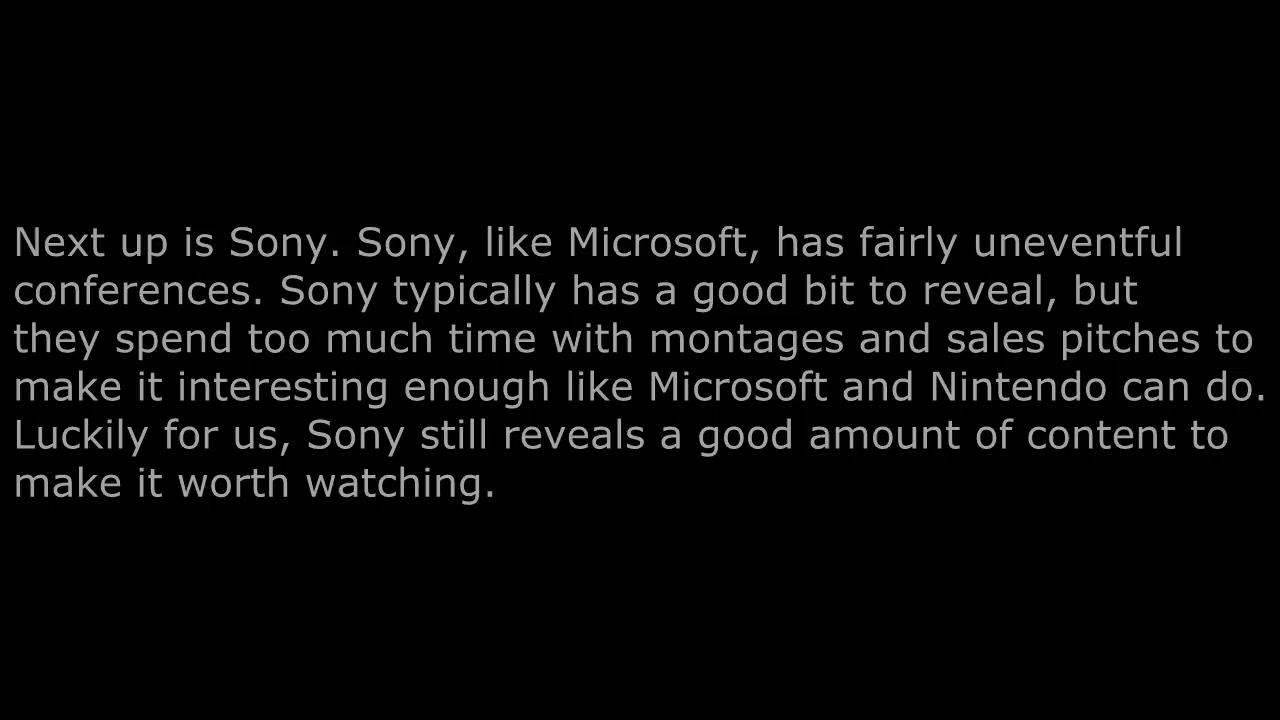 Next up is Sony. Sony, like Microsoft, has fairly uneventful
conferences. Sony typically has a good bit to reveal, but
they spend too much time with montages and sales pitches to
make it interesting enough like Microsoft and Nintendo can do.
Luckily for us, Sony still reveals a good amount of content to
make it worth watching.